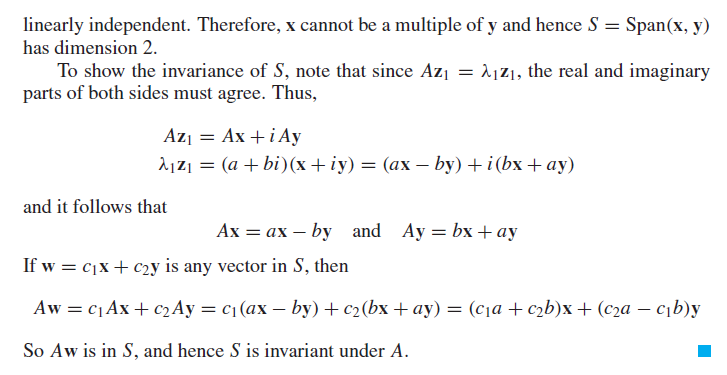 linearly independent. Therefore, x cannot be a multiple of y and hence S = Span(x, y)
has dimension 2.
To show the invariance of S, note that since Az₁ = λ₁z₁, the real and imaginary
parts of both sides must agree. Thus,
Az₁ = Ax + i Ay
λ₁z₁ = (a + bi)(x + iy) = (ax − by) + i(bx + ay)
and it follows that
Ax = ax − by and Ay = bx + ay
If w = c₁x + c₂y is any vector in S, then
Aw = c₁Ax + c₂Ay = c₁(ax − by) + c₂(bx + ay) = (c₁a + c₂b)x + (c₂a − c₁b)y
So Aw is in S, and hence S is invariant under A.